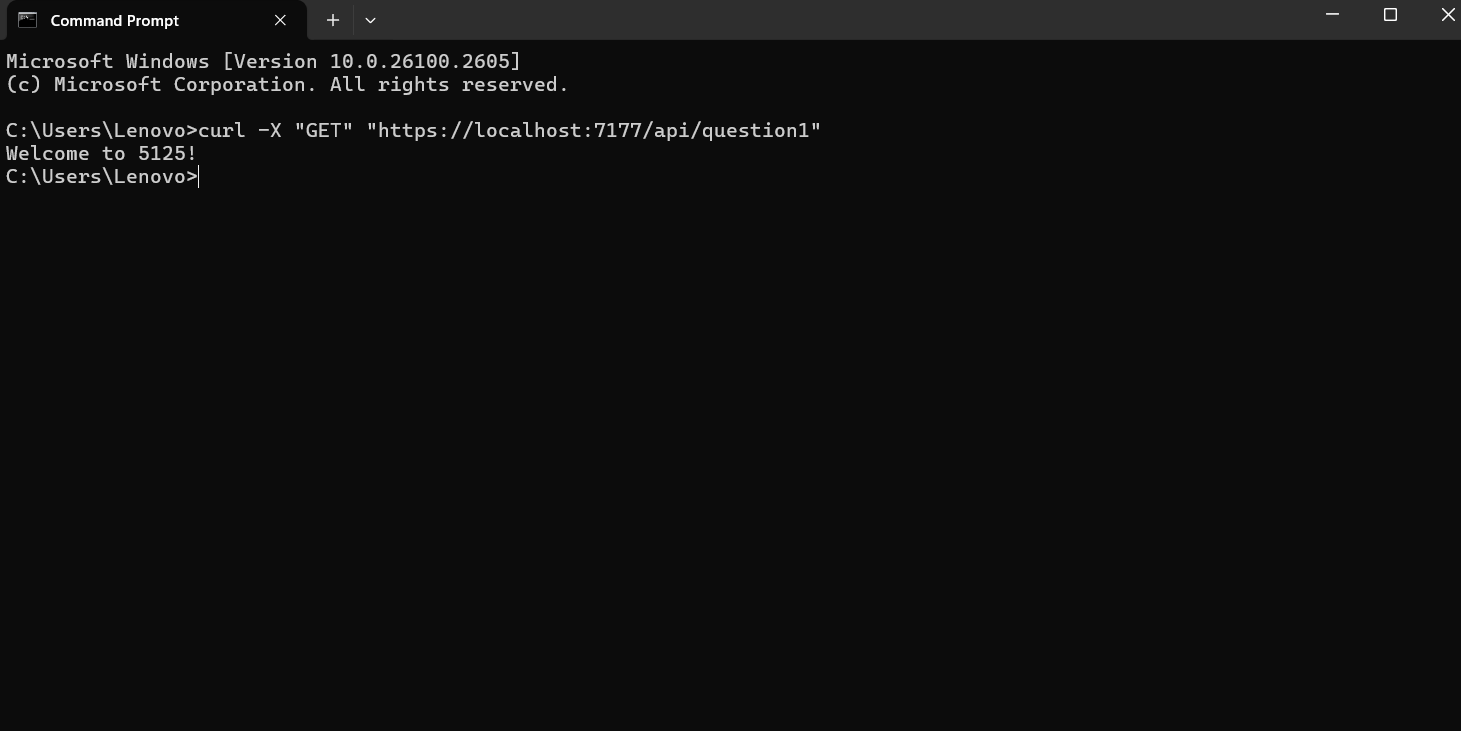 Command Prompt
Microsoft Windows [Version 10.0.26100.2605]
(c) Microsoft Corporation. All rights reserved.
C:\Users\Lenovo>curl -X "GET" "https://localhost:7177/api/question1"
Welcome to 5125!
C:\Users\Lenovo>